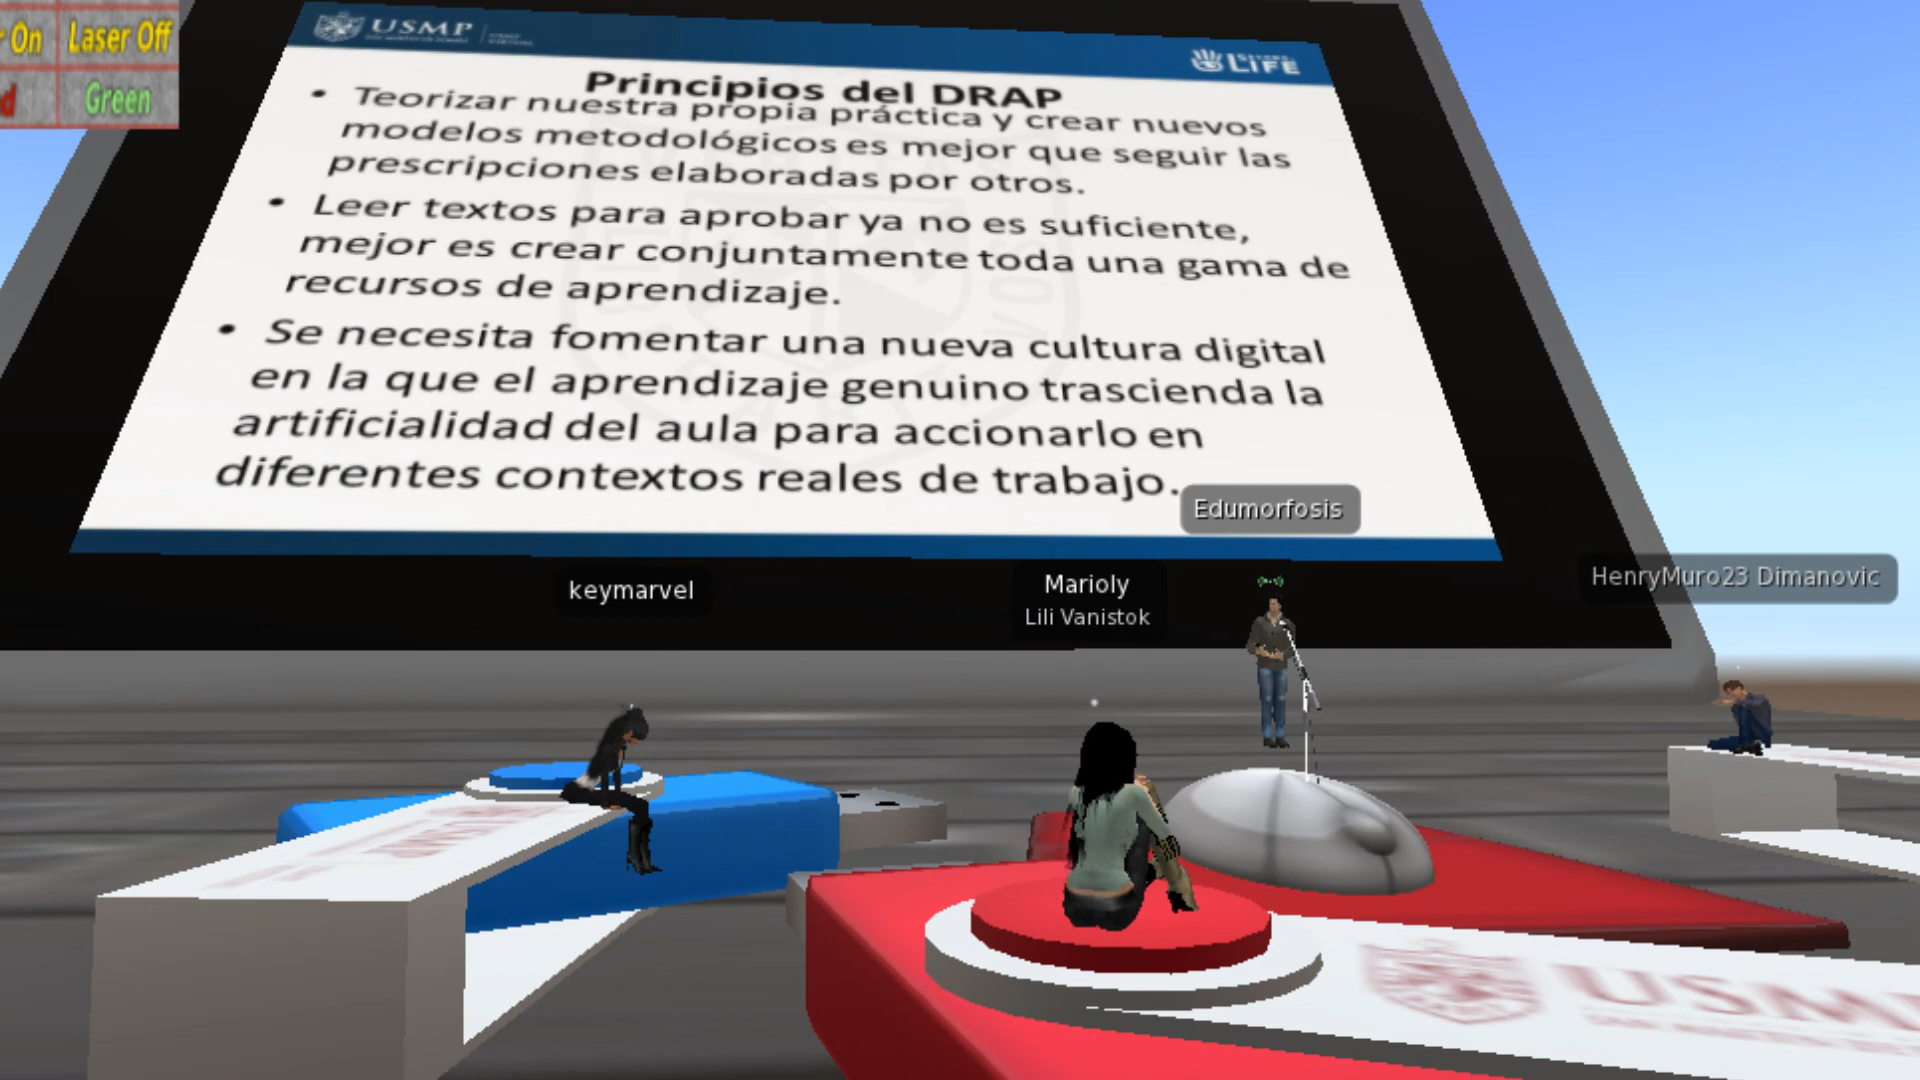 On Laser Off
Green
USMP
LIFE
Principios del DRAP
• Teorizar nuestra propia práctica y crear nuevos
modelos metodológicos es mejor que seguir las
prescripciones elaboradas por otros.
• Leer textos para aprobar ya no es suficiente,
mejor es crear conjuntamente toda una gama de
recursos de aprendizaje.
• Se necesita fomentar una nueva cultura digital
en la que el aprendizaje genuino trascienda la
artificialidad del aula para accionarlo en
diferentes contextos reales de trabajo.
Edumorfosis
HenryMuro23 Dimanovic
keymarvel
Marioly
Lili Vanistok
USMP